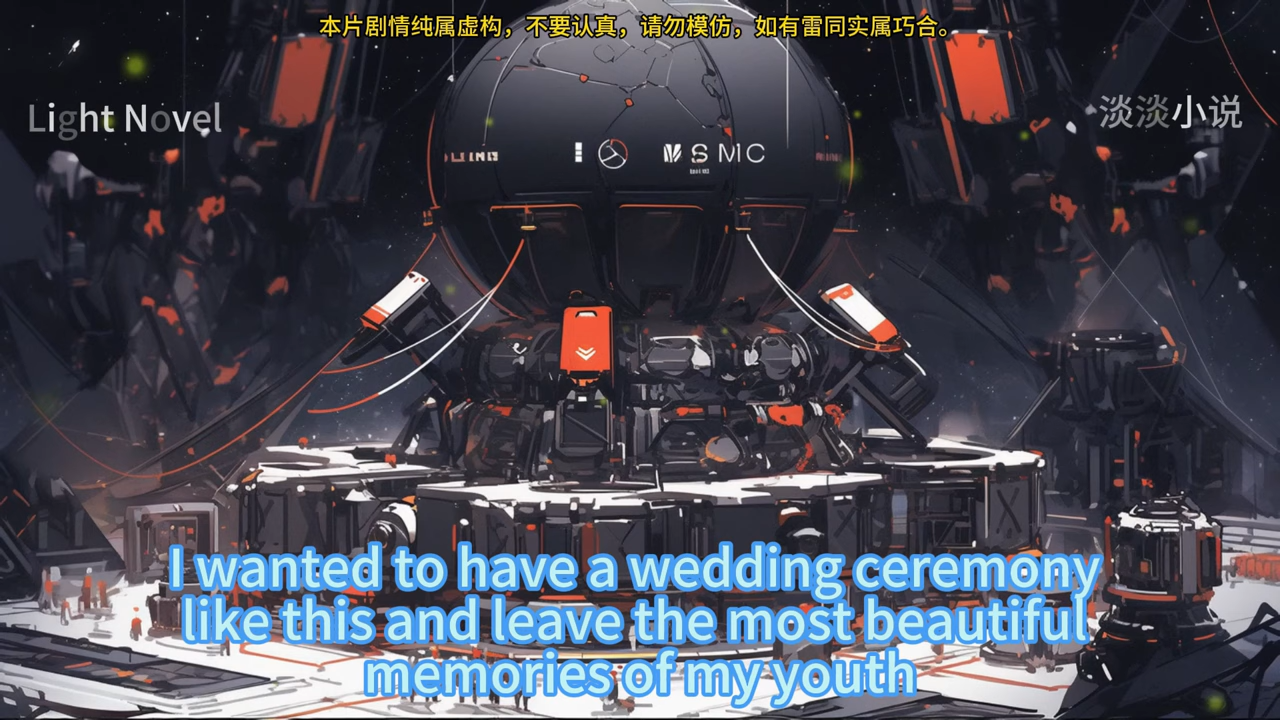 本片剧情纯属虚构，不要认真，请勿模仿，如有雷同实属巧合。
Light Novel
淡淡小说
SMC
I wanted to have a wedding ceremony
like this and leave the most beautiful
memories of my youth